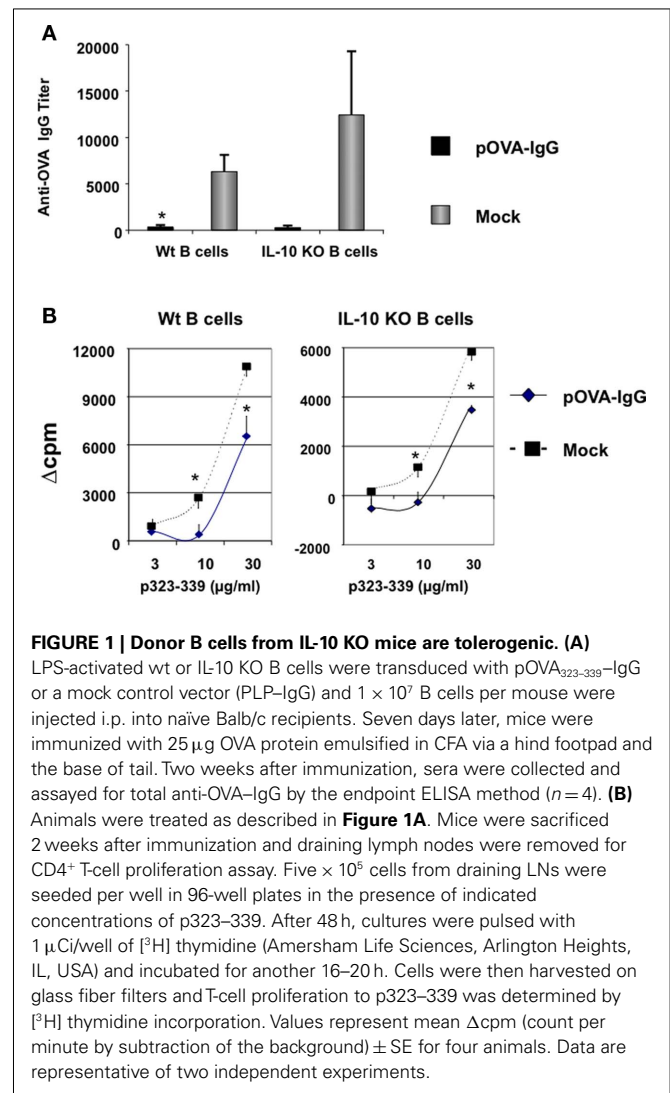 A
20000
15000
10000
5000
0
Anti-OVA IgG Titer
*
Wt B cells
IL-10 KO B cells
pOVA-IgG
Mock
B
Wt B cells
IL-10 KO B cells
12000
9000
6000
3000
0
Δcpm
*
*
3
10
30
p323-339 (µg/ml)
6000
4000
2000
0
-2000
*
*
3
10
30
p323-339 (µg/ml)
pOVA-IgG
Mock
FIGURE 1 | Donor B cells from IL-10 KO mice are tolerogenic. (A)
LPS-activated wt or IL-10 KO B cells were transduced with pOVA₃₂₃₋₃₃₉–IgG
or a mock control vector (PLP–IgG) and 1 × 10⁷ B cells per mouse were
injected i.p. into naïve Balb/c recipients. Seven days later, mice were
immunized with 25 µg OVA protein emulsified in CFA via a hind footpad and
the base of tail. Two weeks after immunization, sera were collected and
assayed for total anti-OVA–IgG by the endpoint ELISA method (n = 4). (B)
Animals were treated as described in Figure 1A. Mice were sacrificed
2 weeks after immunization and draining lymph nodes were removed for
CD4⁺ T-cell proliferation assay. Five × 10⁵ cells from draining LNs were
seeded per well in 96-well plates in the presence of indicated
concentrations of p323–339. After 48 h, cultures were pulsed with
1 µCi/well of [³H] thymidine (Amersham Life Sciences, Arlington Heights,
IL, USA) and incubated for another 16–20 h. Cells were then harvested on
glass fiber filters and T-cell proliferation to p323–339 was determined by
[³H] thymidine incorporation. Values represent mean Δcpm (count per
minute by subtraction of the background) ± SE for four animals. Data are
representative of two independent experiments.